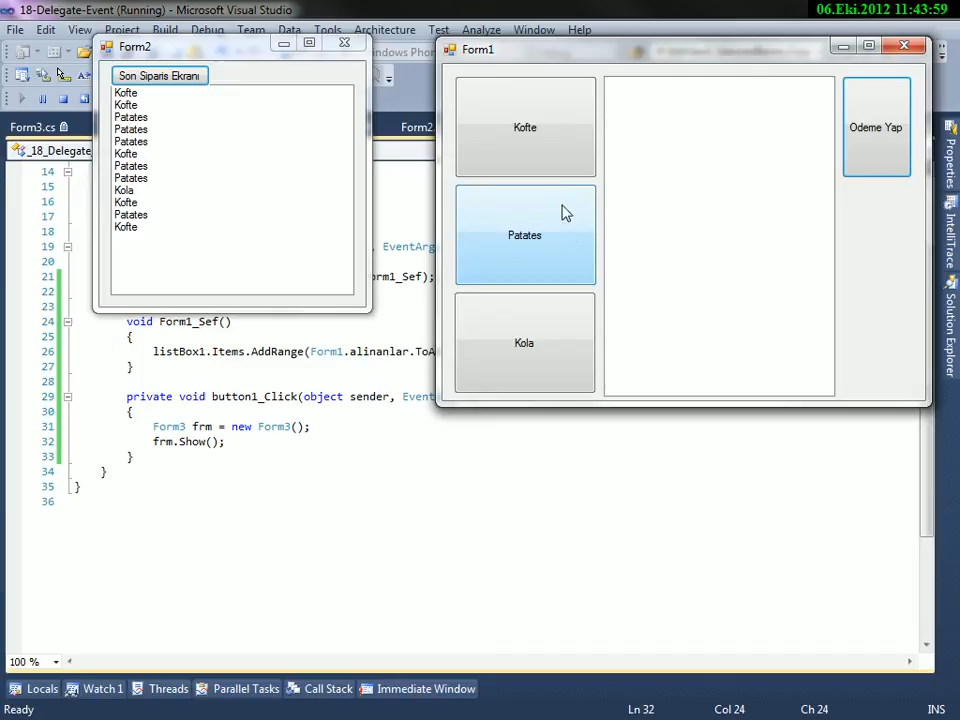 18-Delegate-Event (Running) - Microsoft Visual Studio
06.Eki.2012 11:43:59
File Edit View Project Build Debug Team Data Tools Architecture Test Analyze Window Help
Form2
Son Siparis Ekranı
Kofte
Kofte
Patates
Patates
Patates
Kofte
Patates
Patates
Kola
Kofte
Patates
Kofte
Form1
Kofte
Patates
Kola
Odeme Yap
Form3.cs
Form2
_18_Delegate
14
15
16
17
18
19 , EventArg
20
21 orm1_Sef);
22
23
24 void Form1_Sef()
25 {
26 listBox1.Items.AddRange(Form1.alinanlar.ToA
27 }
28
29 private void button1_Click(object sender, Event
30 {
31 Form3 frm = new Form3();
32 frm.Show();
33 }
34 }
35 }
36
Properties
IntelliTrace
Solution Explorer
100 %
Locals Watch 1 Threads Parallel Tasks Call Stack Immediate Window
Ready Ln 32 Col 24 Ch 24 INS